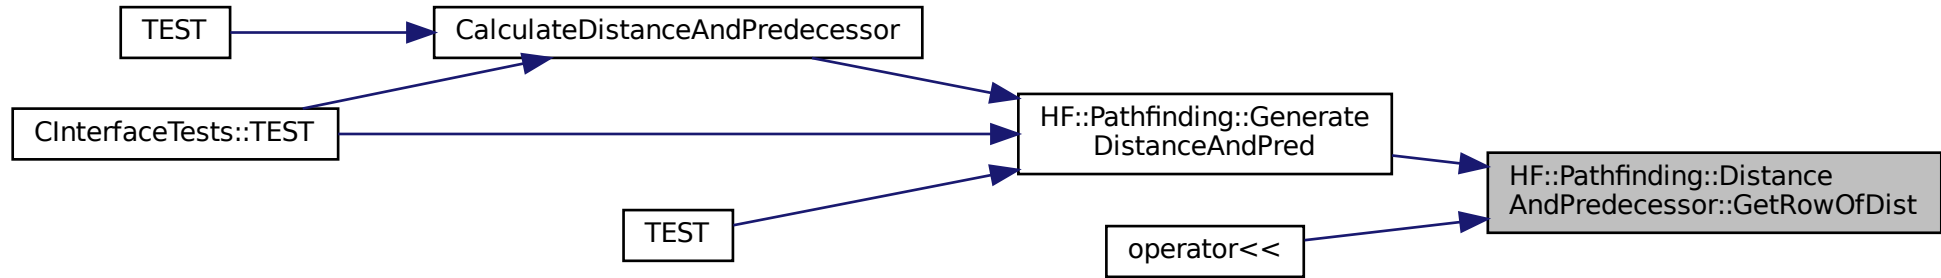 TEST
CalculateDistanceAndPredecessor
CInterfaceTests::TEST
HF::Pathfinding::Generate
DistanceAndPred
HF::Pathfinding::Distance
AndPredecessor::GetRowOfDist
TEST
operator<<